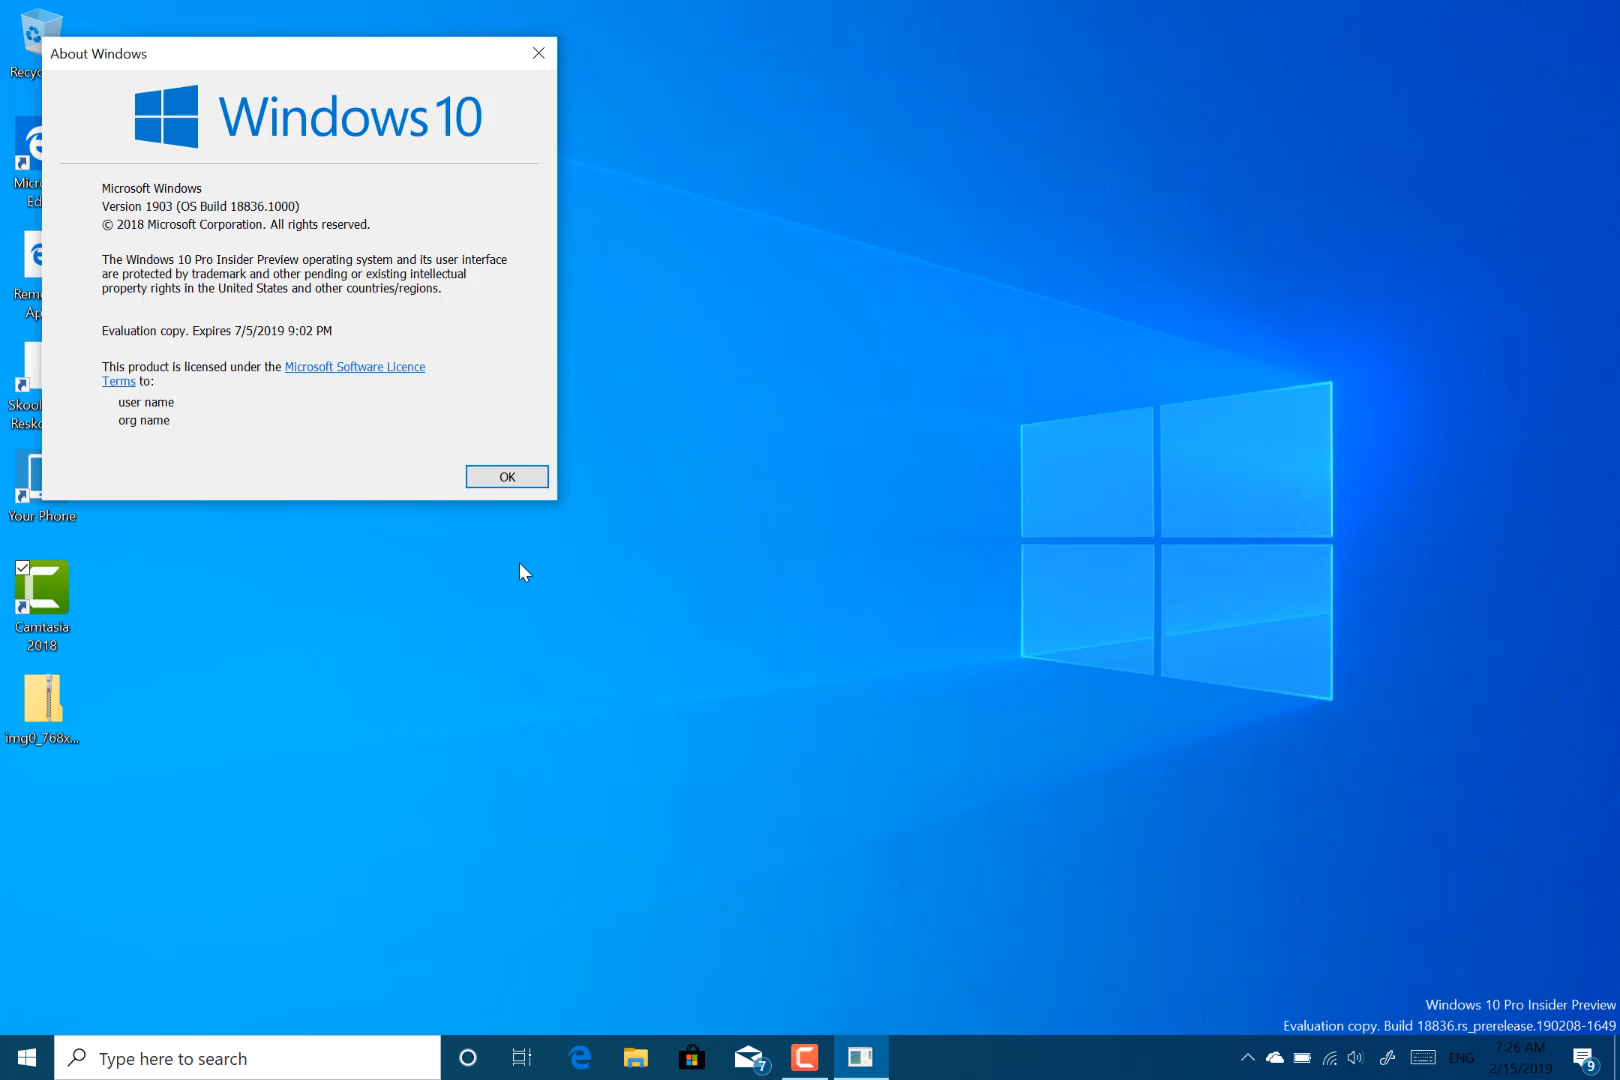 Recyc
About Windows
Windows 10
Micro
Ed
Microsoft Windows
Version 1903 (OS Build 18836.1000)
© 2018 Microsoft Corporation. All rights reserved.
The Windows 10 Pro Insider Preview operating system and its user interface
are protected by trademark and other pending or existing intellectual
property rights in the United States and other countries/regions.
Evaluation copy. Expires 7/5/2019 9:02 PM
This product is licensed under the Microsoft Software Licence
Terms to:
user name
org name
OK
Rem
Ap
Skool
Resko
Your Phone
Camtasia
2018
img0_768x...
Windows 10 Pro Insider Preview
Evaluation copy. Build 18836.rs_prerelease.190208-1649
Type here to search
7
ENG
7:26 AM
2/15/2019
9